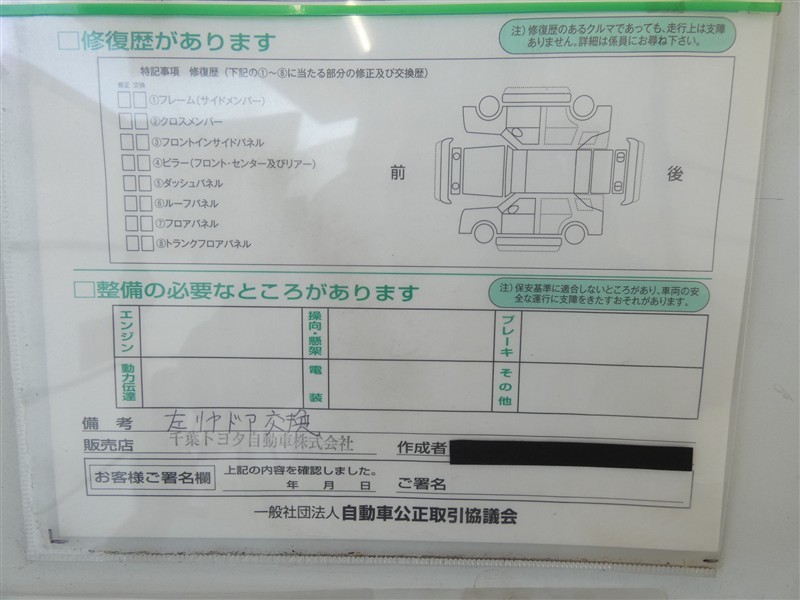 □修復歴があります
注）修復歴のあるクルマであっても、走行上は支障
ありません。詳細は係員にお尋ね下さい。
特記事項 修復歴（下記の①～⑧に当たる部分の修正及び交換歴）
修正 交換
①フレーム（サイドメンバー）
②クロスメンバー
③フロントインサイドパネル
④ピラー（フロント・センター及びリアー）
⑤ダッシュパネル
⑥ルーフパネル
⑦フロアパネル
⑧トランクフロアパネル
前
後
□整備の必要なところがあります
注）保安基準に適合しないところがあり、車両の安
全な運行に支障をきたすおそれがあります。
エンジン
操向・懸架
ブレーキ
動力伝達
電装
その他
備考 左リヤドア交換
販売店 千葉トヨタ自動車株式会社
作成者
お客様ご署名欄
上記の内容を確認しました。
年 月 日
ご署名
一般社団法人 自動車公正取引協議会